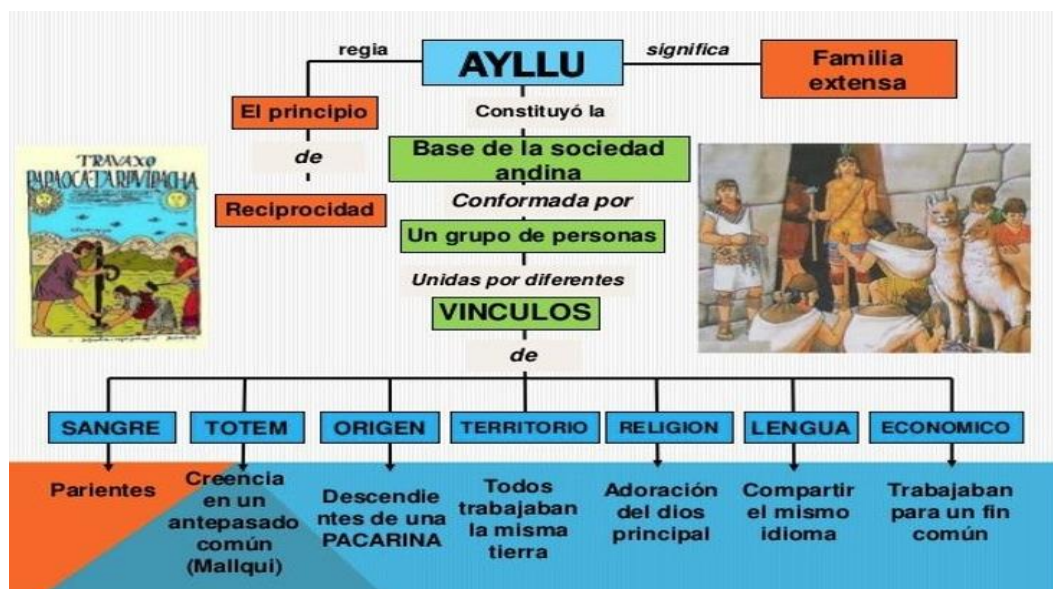 regia
AYLLU
significa
Familia
extensa
El principio
de
Reciprocidad
Constituyó la
Base de la sociedad
andina
Conformada por
Un grupo de personas
Unidas por diferentes
VINCULOS
de
TRAVAXO
SANGRE
TOTEM
ORIGEN
TERRITORIO
RELIGION
LENGUA
ECONOMICO
Parientes
Creencia
en un
antepasado
común
(Mallqui)
Descendie
ntes de una
PACARINA
Todos
trabajaban
la misma
tierra
Adoración
del dios
principal
Compartir
el mismo
idioma
Trabajaban
para un fin
común